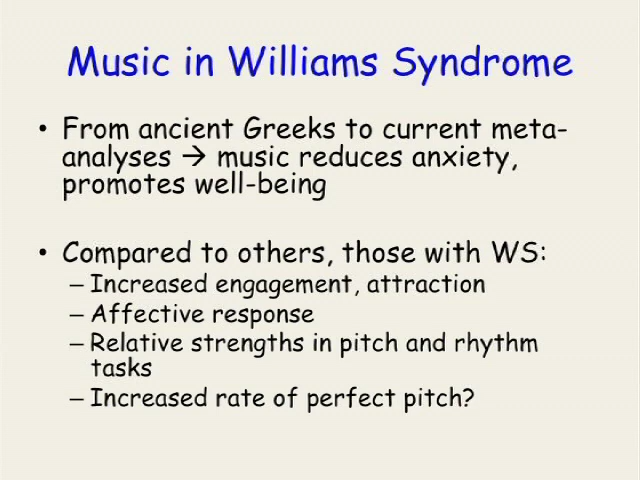 Music in Williams Syndrome
• From ancient Greeks to current meta-
analyses → music reduces anxiety,
promotes well-being
• Compared to others, those with WS:
– Increased engagement, attraction
– Affective response
– Relative strengths in pitch and rhythm
tasks
– Increased rate of perfect pitch?